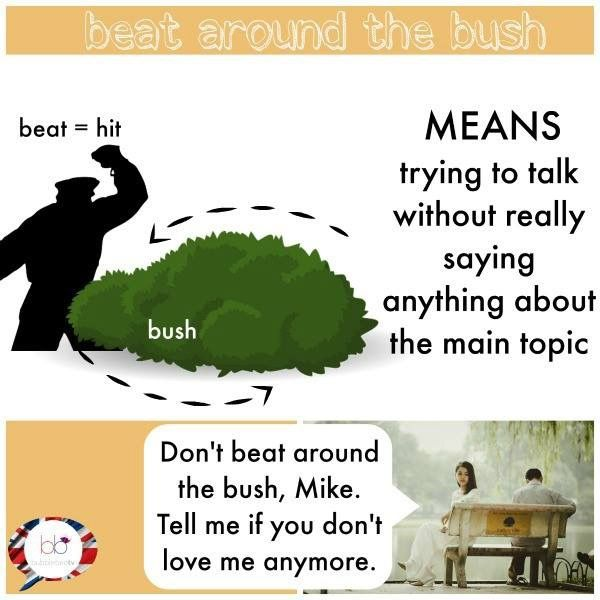 beat around the bush
beat = hit
MEANS
trying to talk
without really
saying
anything about
the main topic
bush
Don't beat around
the bush, Mike.
Tell me if you don't
love me anymore.
bb